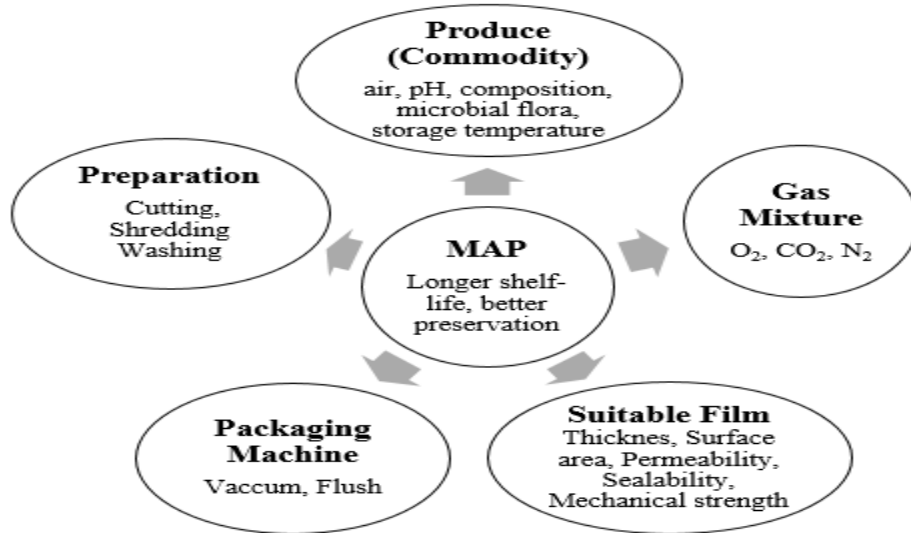 Produce
(Commodity)
air, pH, composition,
microbial flora,
storage temperature
Preparation
Cutting,
Shredding
Washing
Gas
Mixture
O₂, CO₂, N₂
MAP
Longer shelf-
life, better
preservation
Packaging
Machine
Vaccum, Flush
Suitable Film
Thicknes, Surface
area, Permeability,
Sealability,
Mechanical strength